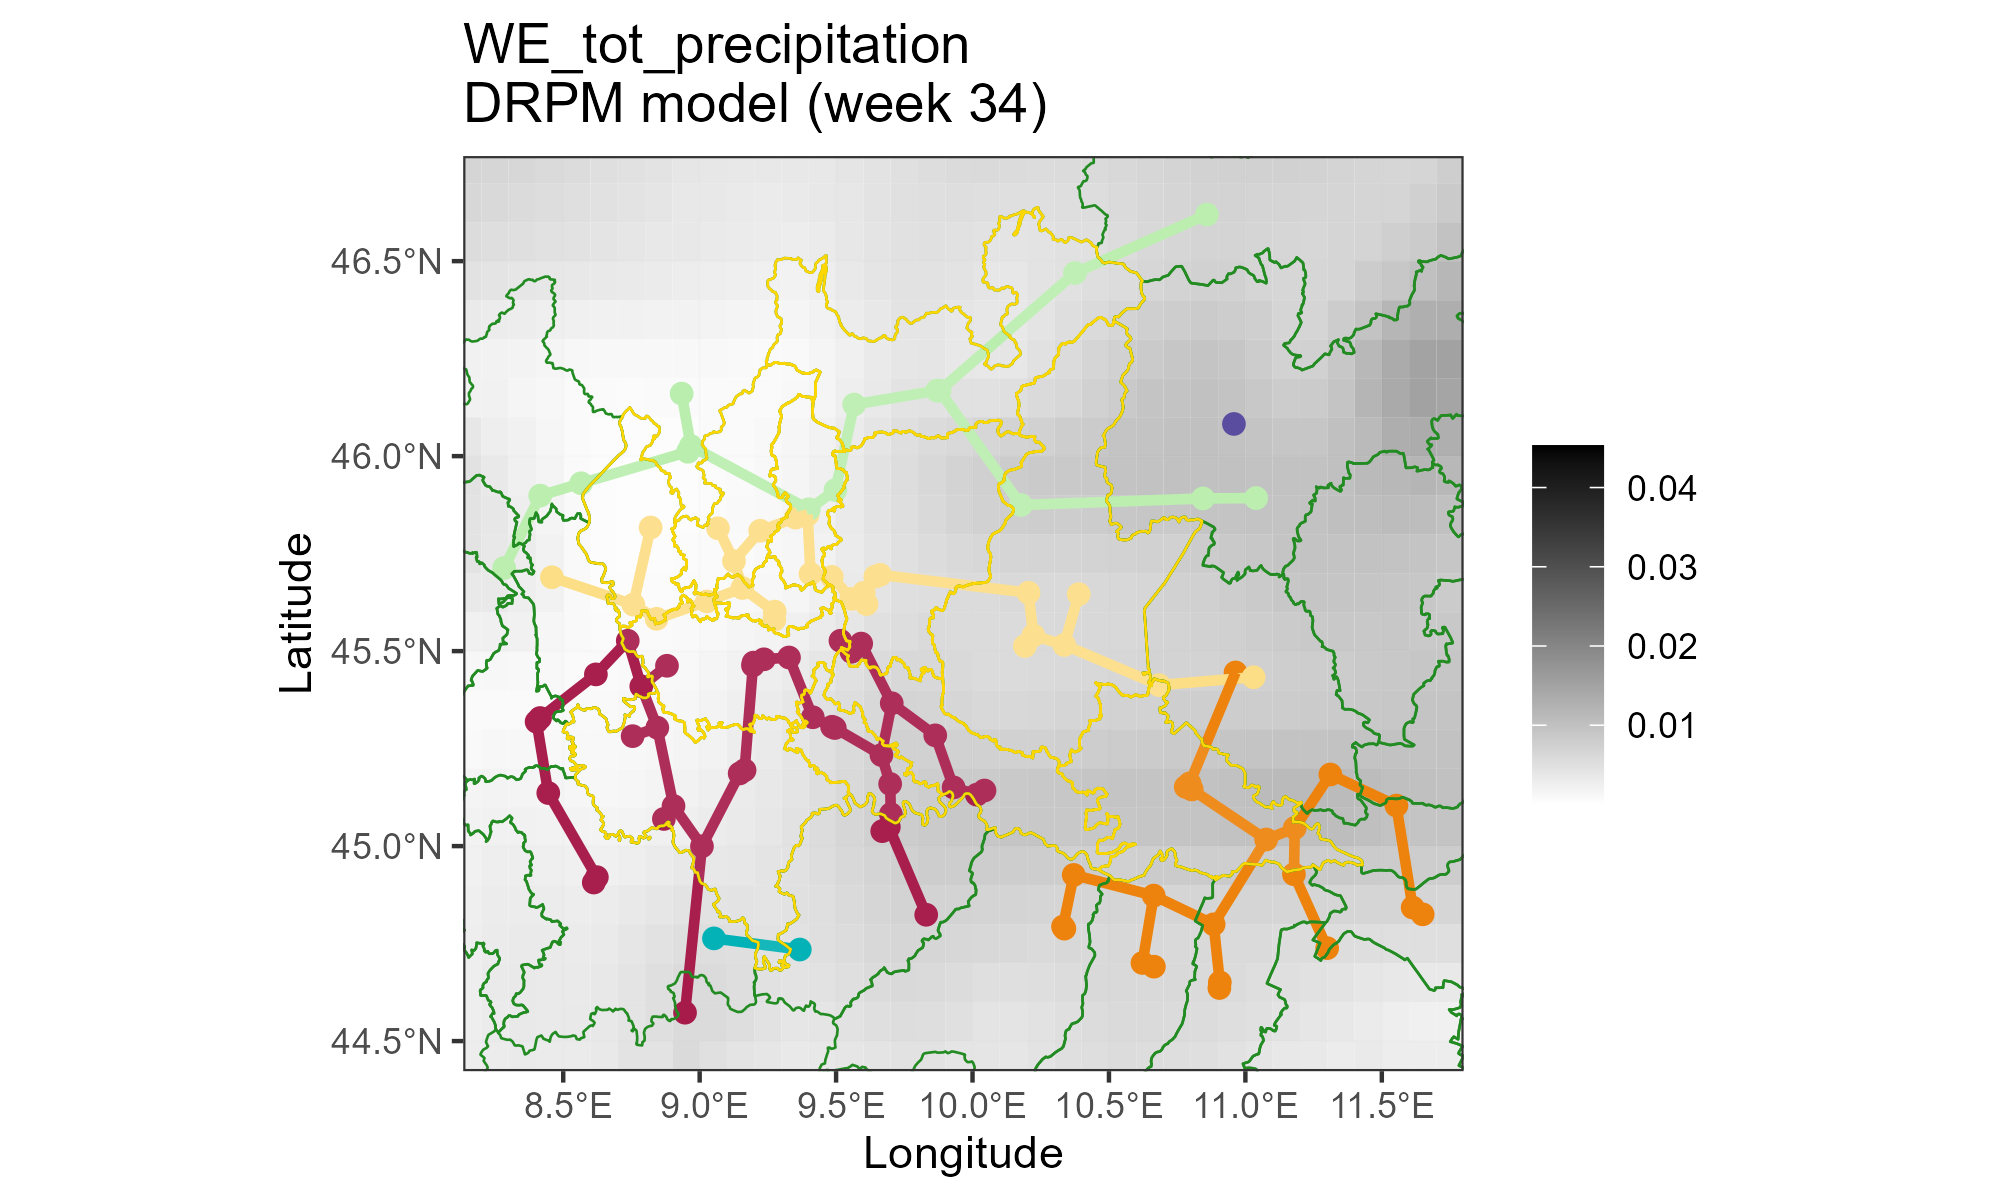 WE_tot_precipitation
DRPM model (week 34)
46.5°N
46.0°N
45.5°N
45.0°N
44.5°N
Latitude
8.5°E 9.0°E 9.5°E 10.0°E 10.5°E 11.0°E 11.5°E
Longitude
0.04
0.03
0.02
0.01